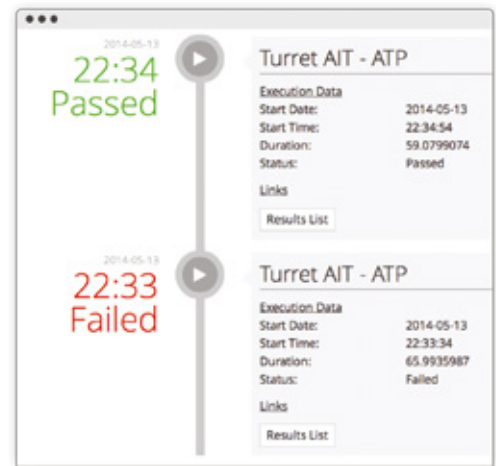 2014-05-13
22:34
Passed
Turret AIT - ATP
Execution Data
Start Date: 2014-05-13
Start Time: 22:34:54
Duration: 59.0799074
Status: Passed
Links
Results List
2014-05-13
22:33
Failed
Turret AIT - ATP
Execution Data
Start Date: 2014-05-13
Start Time: 22:33:34
Duration: 65.9935987
Status: Failed
Links
Results List